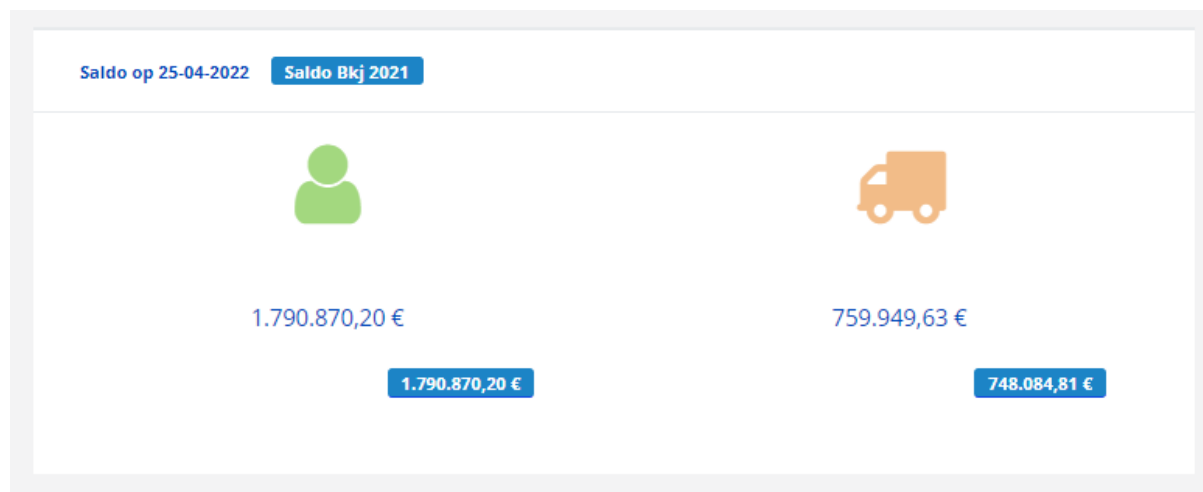 Saldo op 25-04-2022 Saldo Bkj 2021
1.790.870,20 € 759.949,63 €
1.790.870,20 € 748.084,81 €